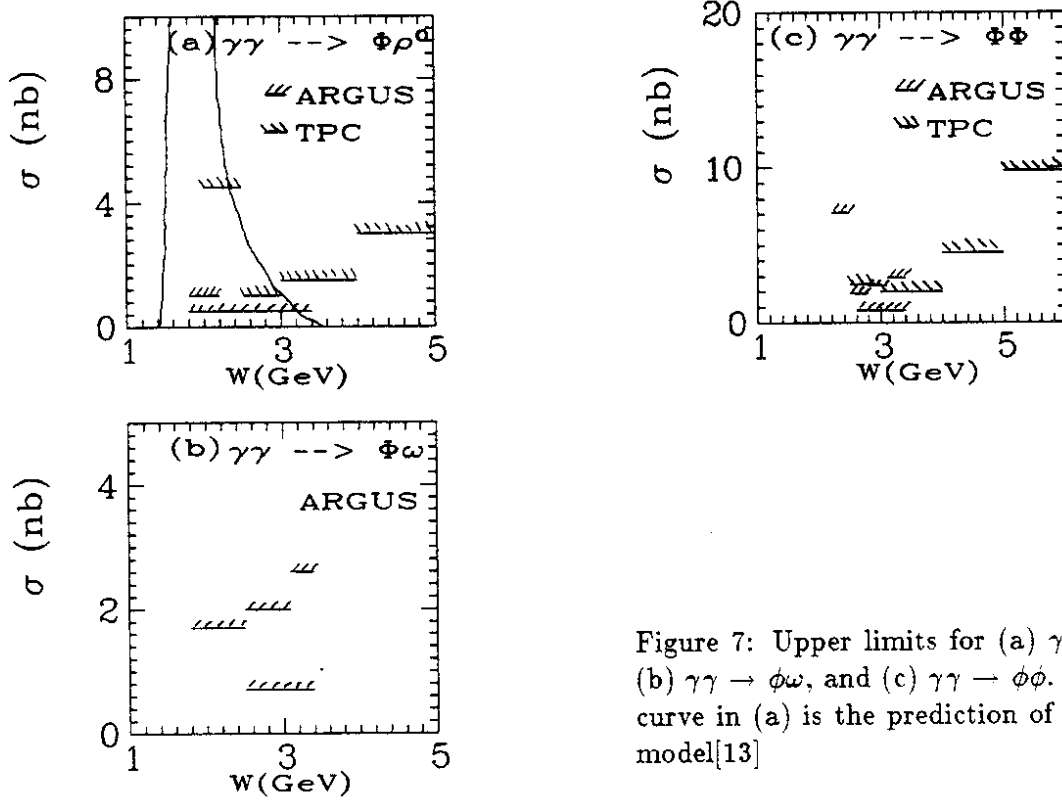 (a) γγ --> Φρ⁰
ARGUS
TPC
8
4
0
σ (nb)
1 3 5
W(GeV)
(c) γγ --> ΦΦ
ARGUS
TPC
20
10
0
σ (nb)
1 3 5
W(GeV)
(b) γγ --> Φω
ARGUS
4
2
0
σ (nb)
1 3 5
W(GeV)
Figure 7: Upper limits for (a) γ
(b) γγ → φω, and (c) γγ → φφ.
curve in (a) is the prediction of
model[13]